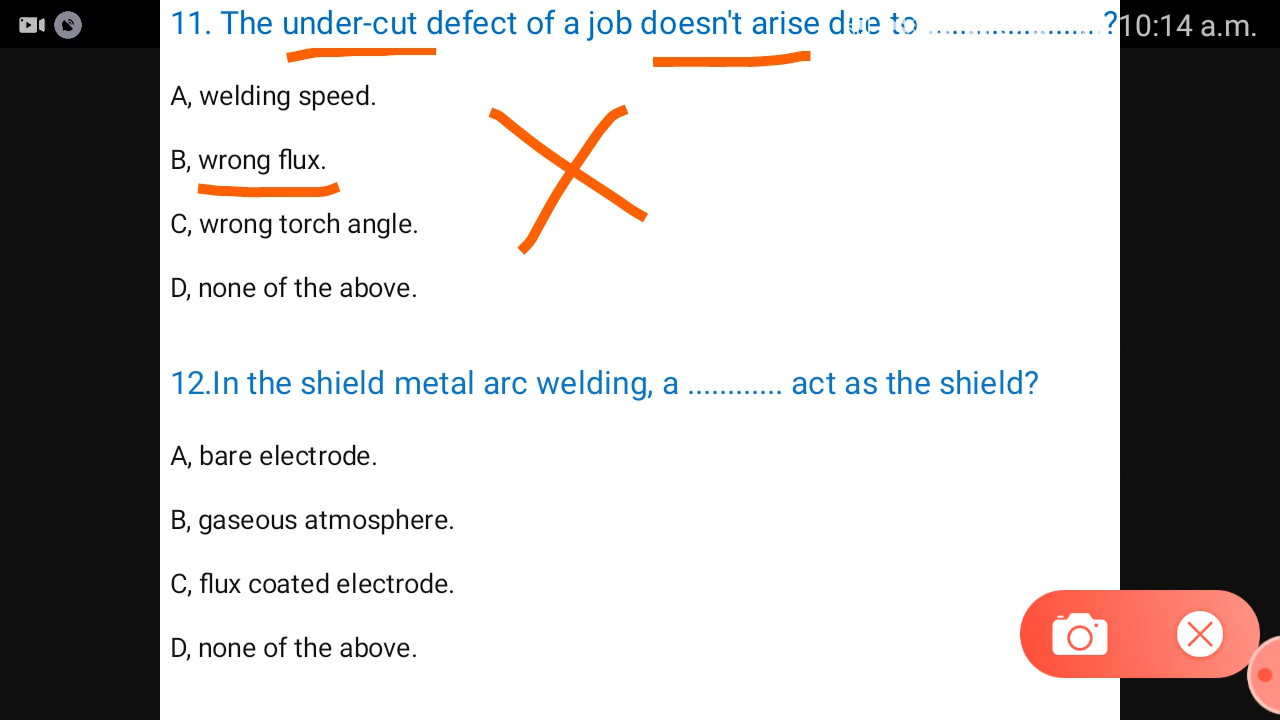 11. The under-cut defect of a job doesn't arise due to......................?
10:14 a.m.
A, welding speed.
B, wrong flux.
C, wrong torch angle.
D, none of the above.
12.In the shield metal arc welding, a ............ act as the shield?
A, bare electrode.
B, gaseous atmosphere.
C, flux coated electrode.
D, none of the above.